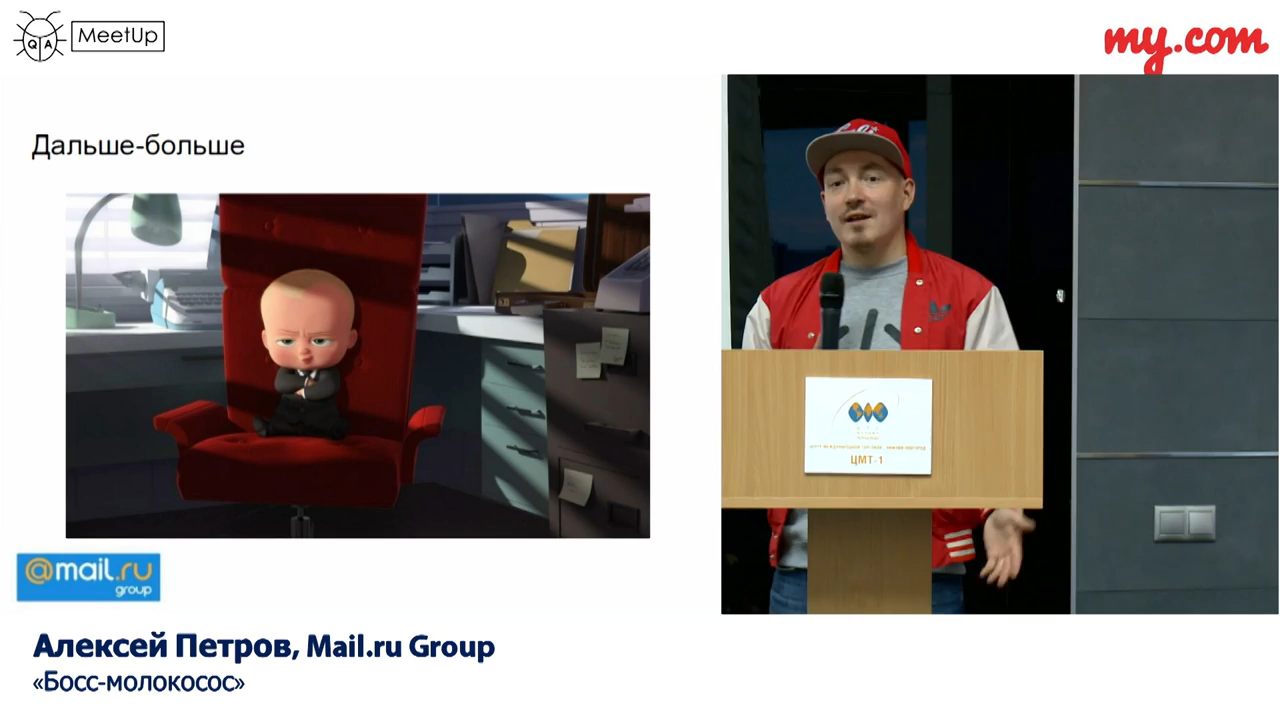 QA
MeetUp
my.com
Дальше-больше
@mail.ru
group
ЦМТ-1
Алексей Петров, Mail.ru Group
«Босс-молокосос»